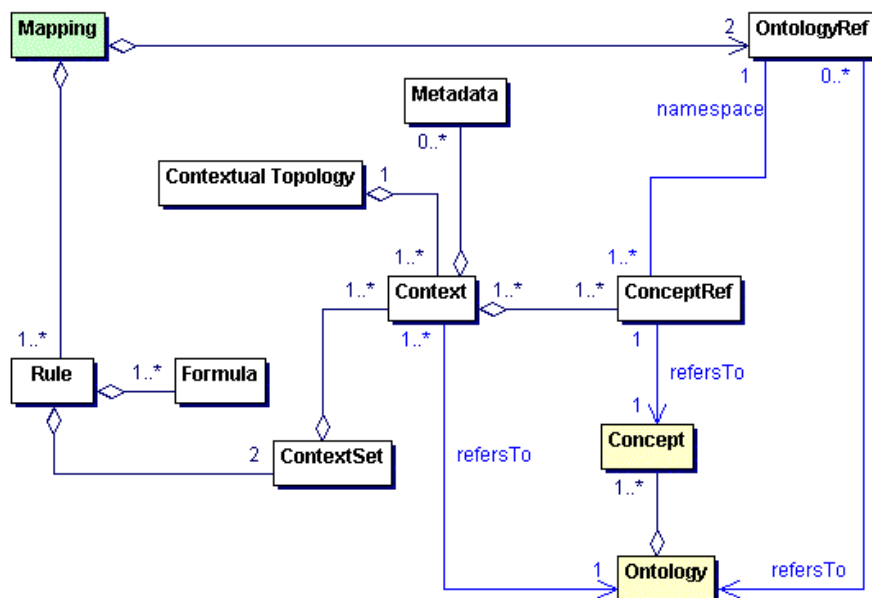 Mapping
2
OntologyRef
1
0..*
namespace
Metadata
0..*
Contextual Topology
1
1..*
1..*
1..*
Context
1..*
1..*
ConceptRef
1..*
1
1..*
Rule
1..*
Formula
refersTo
1
Concept
2
ContextSet
refersTo
1..*
1
Ontology
refersTo